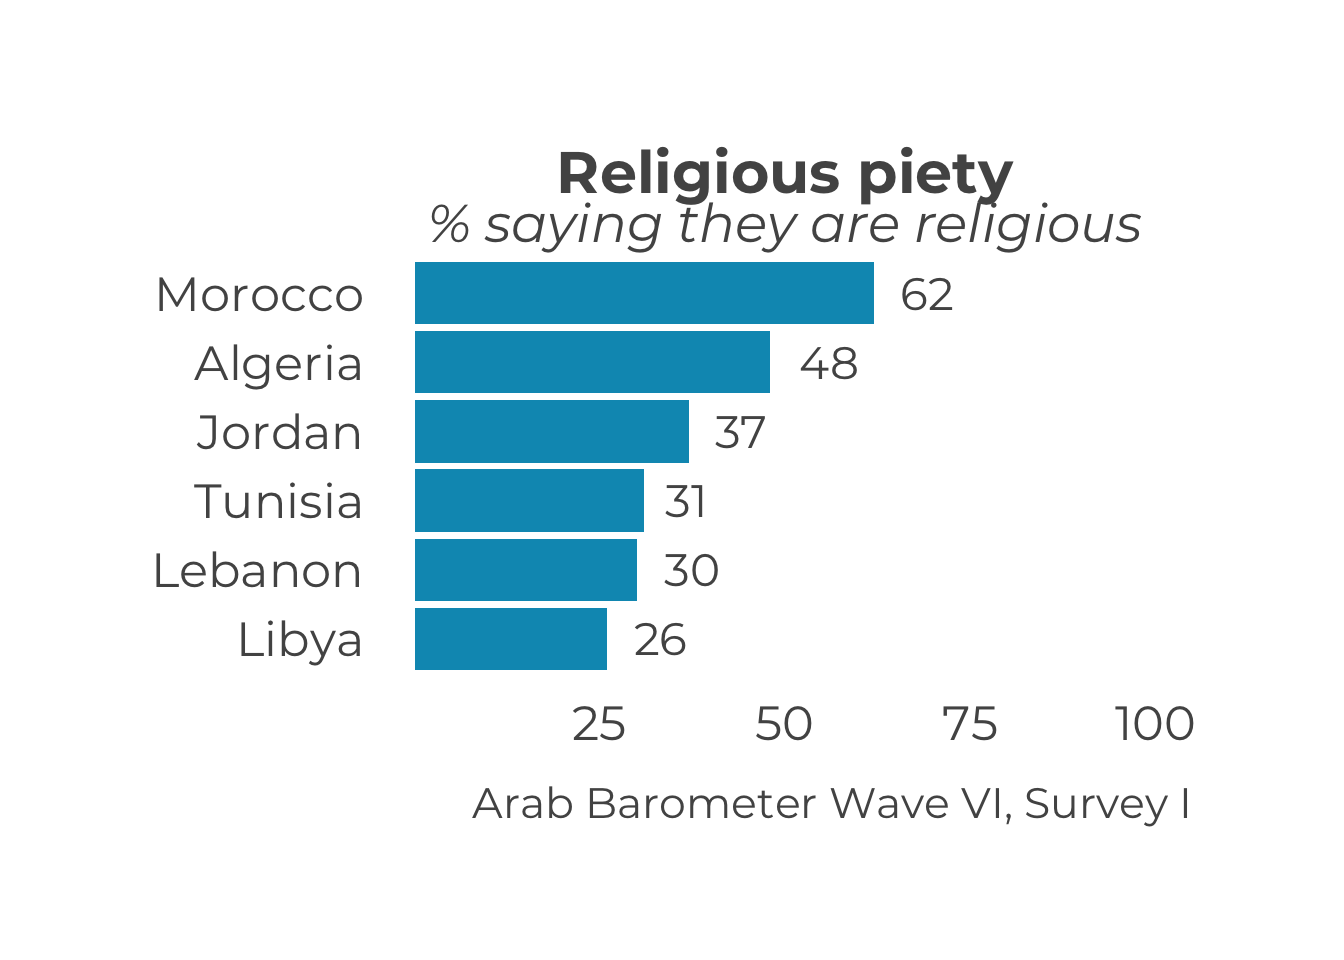 Religious piety
% saying they are religious
Morocco 62
Algeria 48
Jordan 37
Tunisia 31
Lebanon 30
Libya 26
25 50 75 100
Arab Barometer Wave VI, Survey I